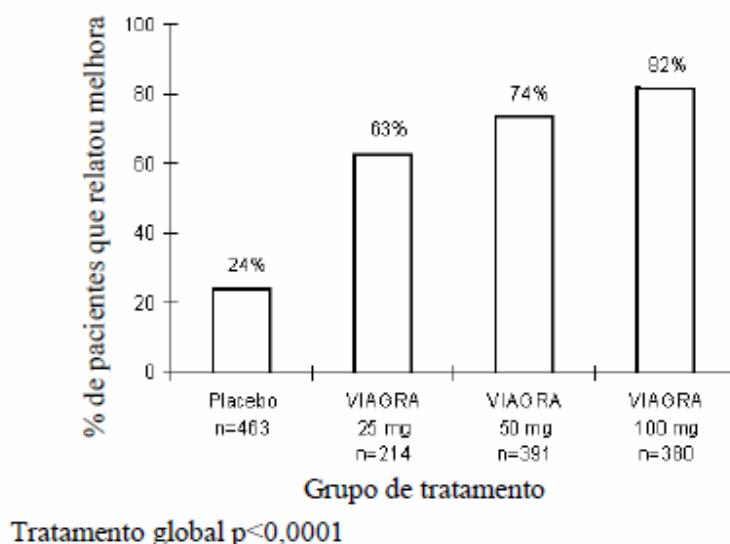 % de pacientes que relatou melhora
100
80
60
40
20
0
24%
63%
74%
82%
Placebo
n=463
VIAGRA
25 mg
n=214
VIAGRA
50 mg
n=391
VIAGRA
100 mg
n=380
Grupo de tratamento
Tratamento global p<0,0001